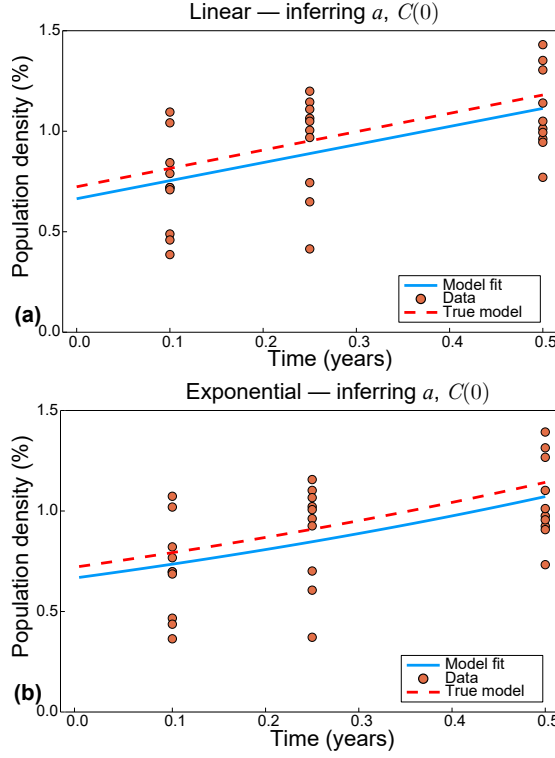 Linear — inferring a, C(0)
1.5
1.0
0.5
0.0
Population density (%)
(a)
Model fit
Data
True model
0.0 0.1 0.2 0.3 0.4 0.5
Time (years)
Exponential — inferring a, C(0)
1.5
1.0
0.5
0.0
Population density (%)
(b)
Model fit
Data
True model
0.0 0.1 0.2 0.3 0.4 0.5
Time (years)